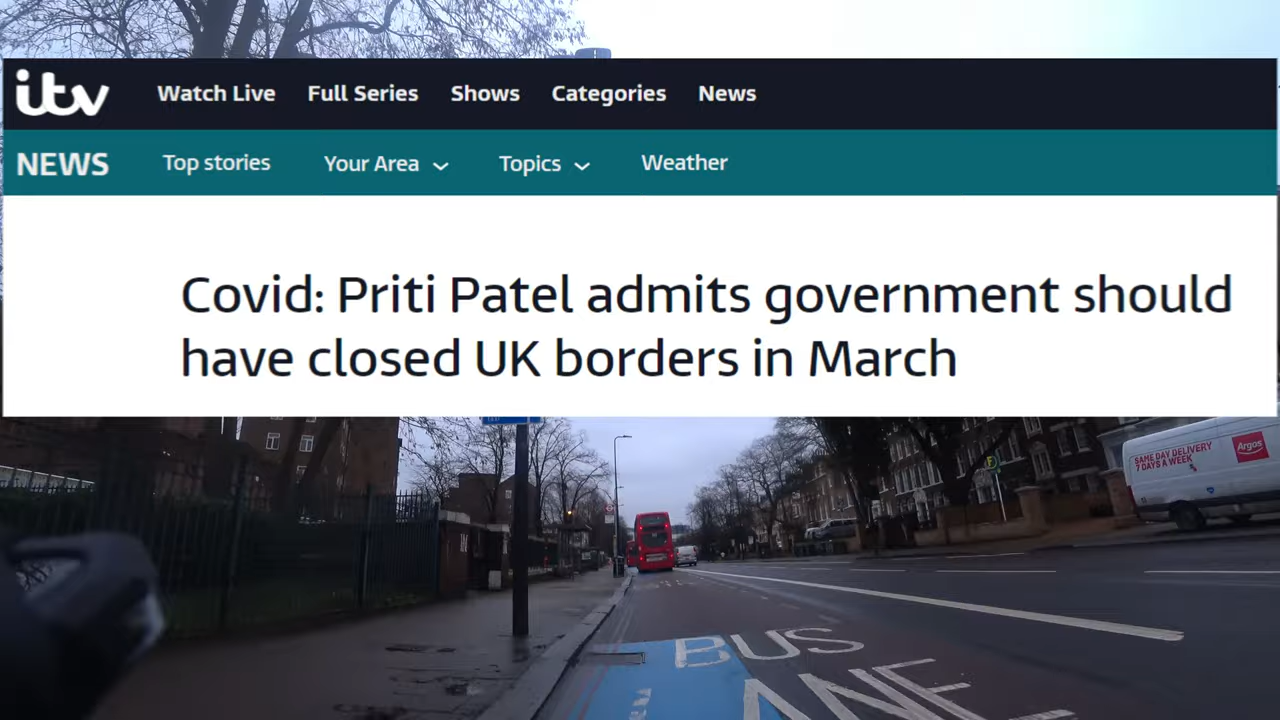 itv Watch Live Full Series Shows Categories News
NEWS Top stories Your Area Topics Weather
Covid: Priti Patel admits government should
have closed UK borders in March
SAME DAY DELIVERY
7 DAYS A WEEK
Argos
BUS
LANE